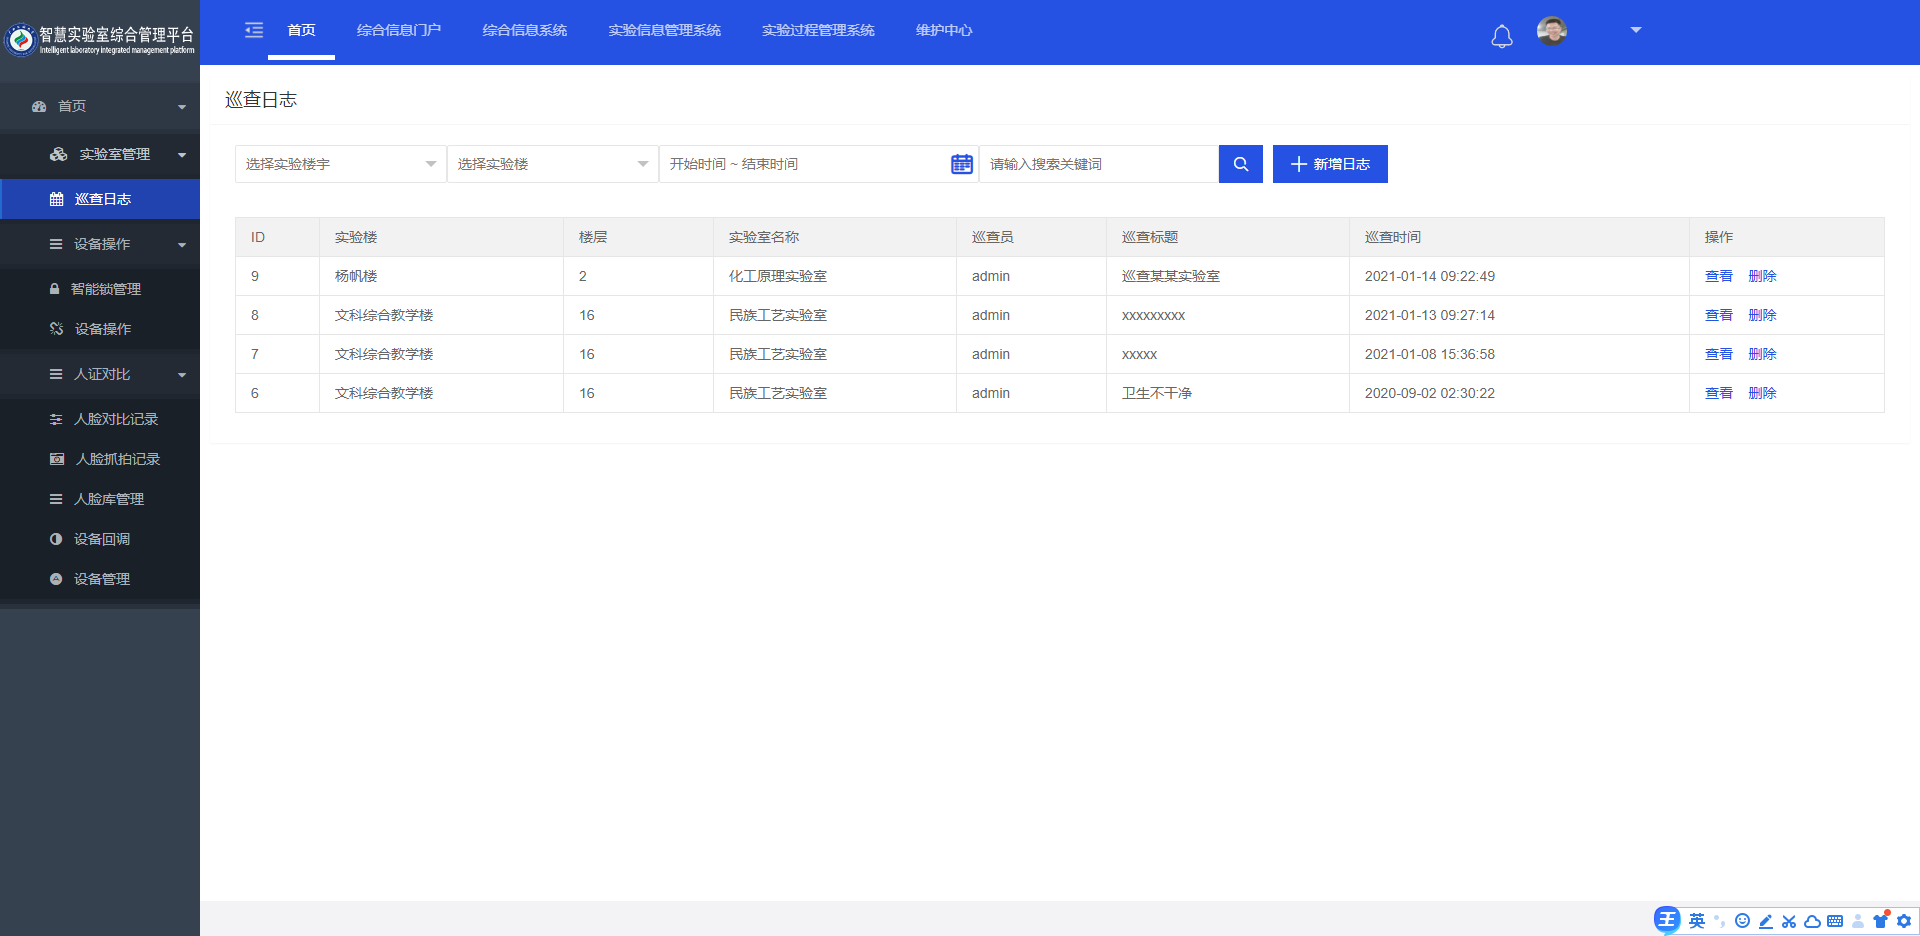 智慧实验室综合管理平台
Intelligent laboratory integrated management platform
首页 综合信息门户 综合信息系统 实验信息管理系统 实验过程管理系统 维护中心
首页
实验室管理
巡查日志
设备操作
智能锁管理
设备操作
人证对比
人脸对比记录
人脸抓拍记录
人脸库管理
设备回调
设备管理
巡查日志
选择实验楼宇 选择实验楼 开始时间 ~ 结束时间 请输入搜索关键词 新增日志
ID 实验楼 楼层 实验室名称 巡查员 巡查标题 巡查时间 操作
9 杨帆楼 2 化工原理实验室 admin 巡查某某实验室 2021-01-14 09:22:49 查看 删除
8 文科综合教学楼 16 民族工艺实验室 admin xxxxxxxxx 2021-01-13 09:27:14 查看 删除
7 文科综合教学楼 16 民族工艺实验室 admin xxxxx 2021-01-08 15:36:58 查看 删除
6 文科综合教学楼 16 民族工艺实验室 admin 卫生不干净 2020-09-02 02:30:22 查看 删除
王 英